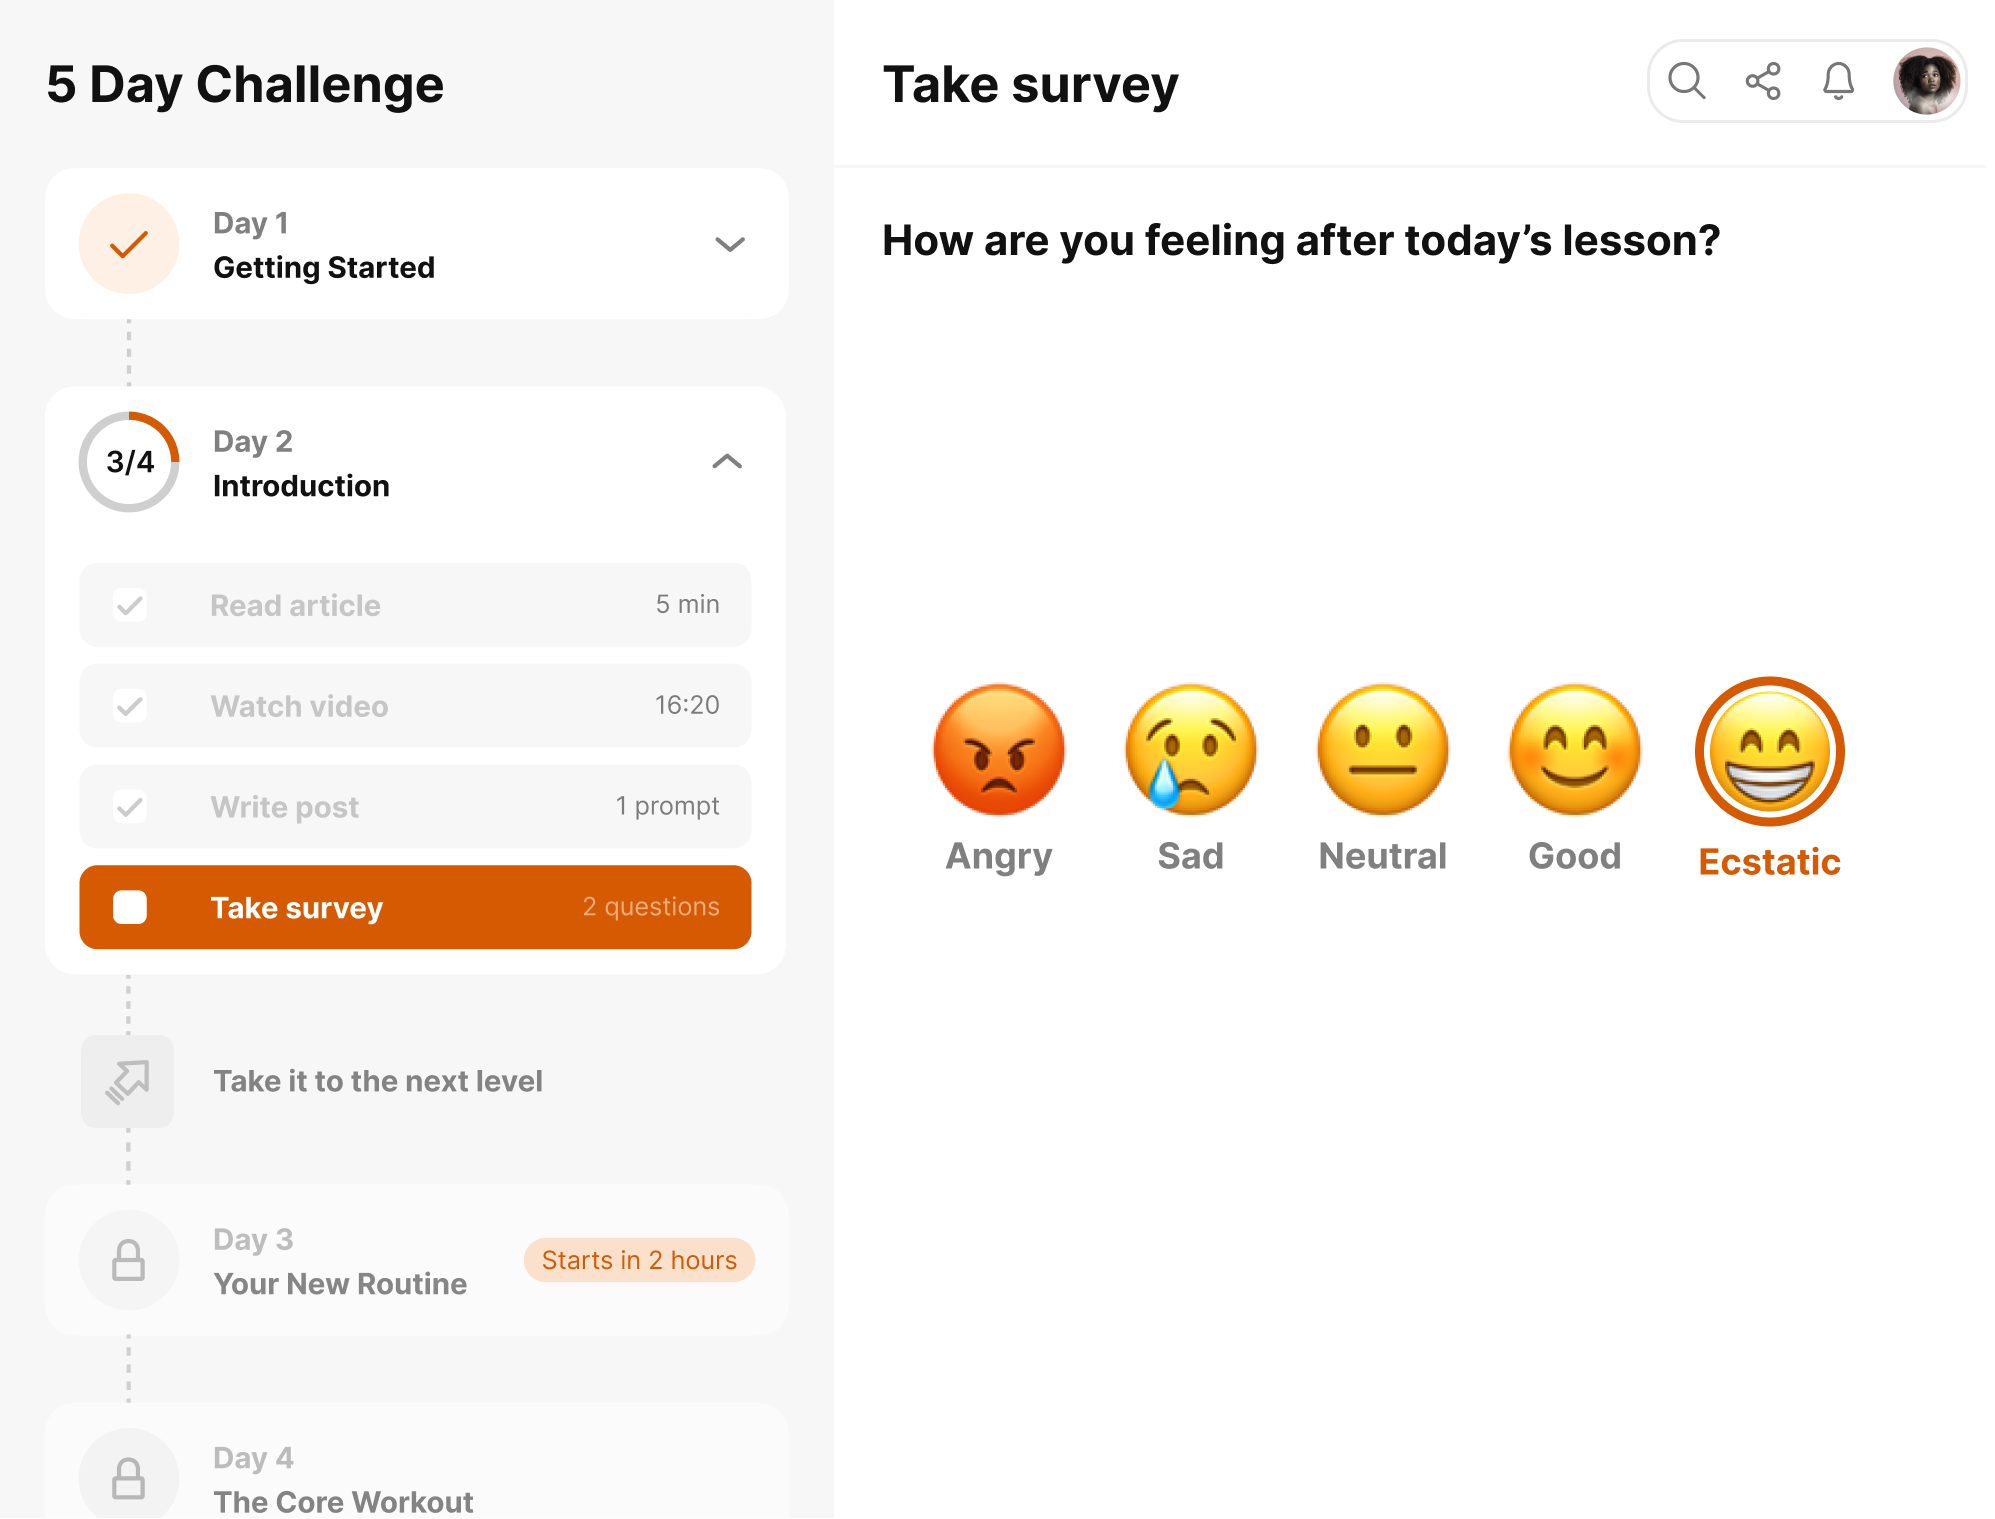 5 Day Challenge
Day 1
Getting Started
3/4
Day 2
Introduction
Read article
5 min
Watch video
16:20
Write post
1 prompt
Take survey
2 questions
Take it to the next level
Day 3
Your New Routine
Starts in 2 hours
Day 4
The Core Workout
Take survey
How are you feeling after today’s lesson?
Angry
Sad
Neutral
Good
Ecstatic